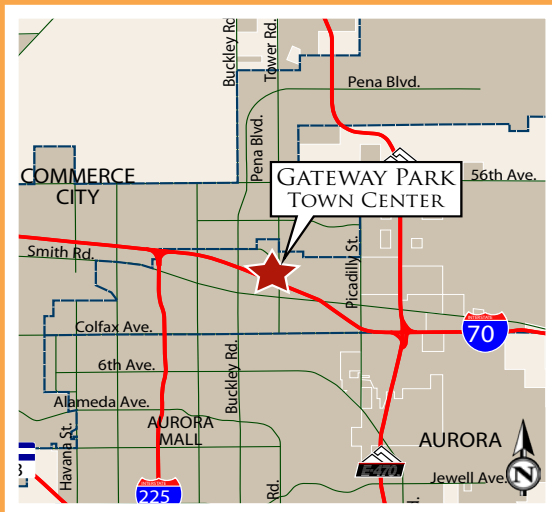 Buckley Rd.
Tower Rd.
Pena Blvd.
Pena Blvd.
COMMERCE
CITY
GATEWAY PARK
TOWN CENTER
56th Ave.
Smith Rd.
Picadilly St.
Colfax Ave.
INTERSTATE
70
6th Ave.
Buckley Rd.
Alameda Ave.
AURORA
MALL
Havana St.
AURORA
E-470
Jewell Ave.
225
Rd.
N